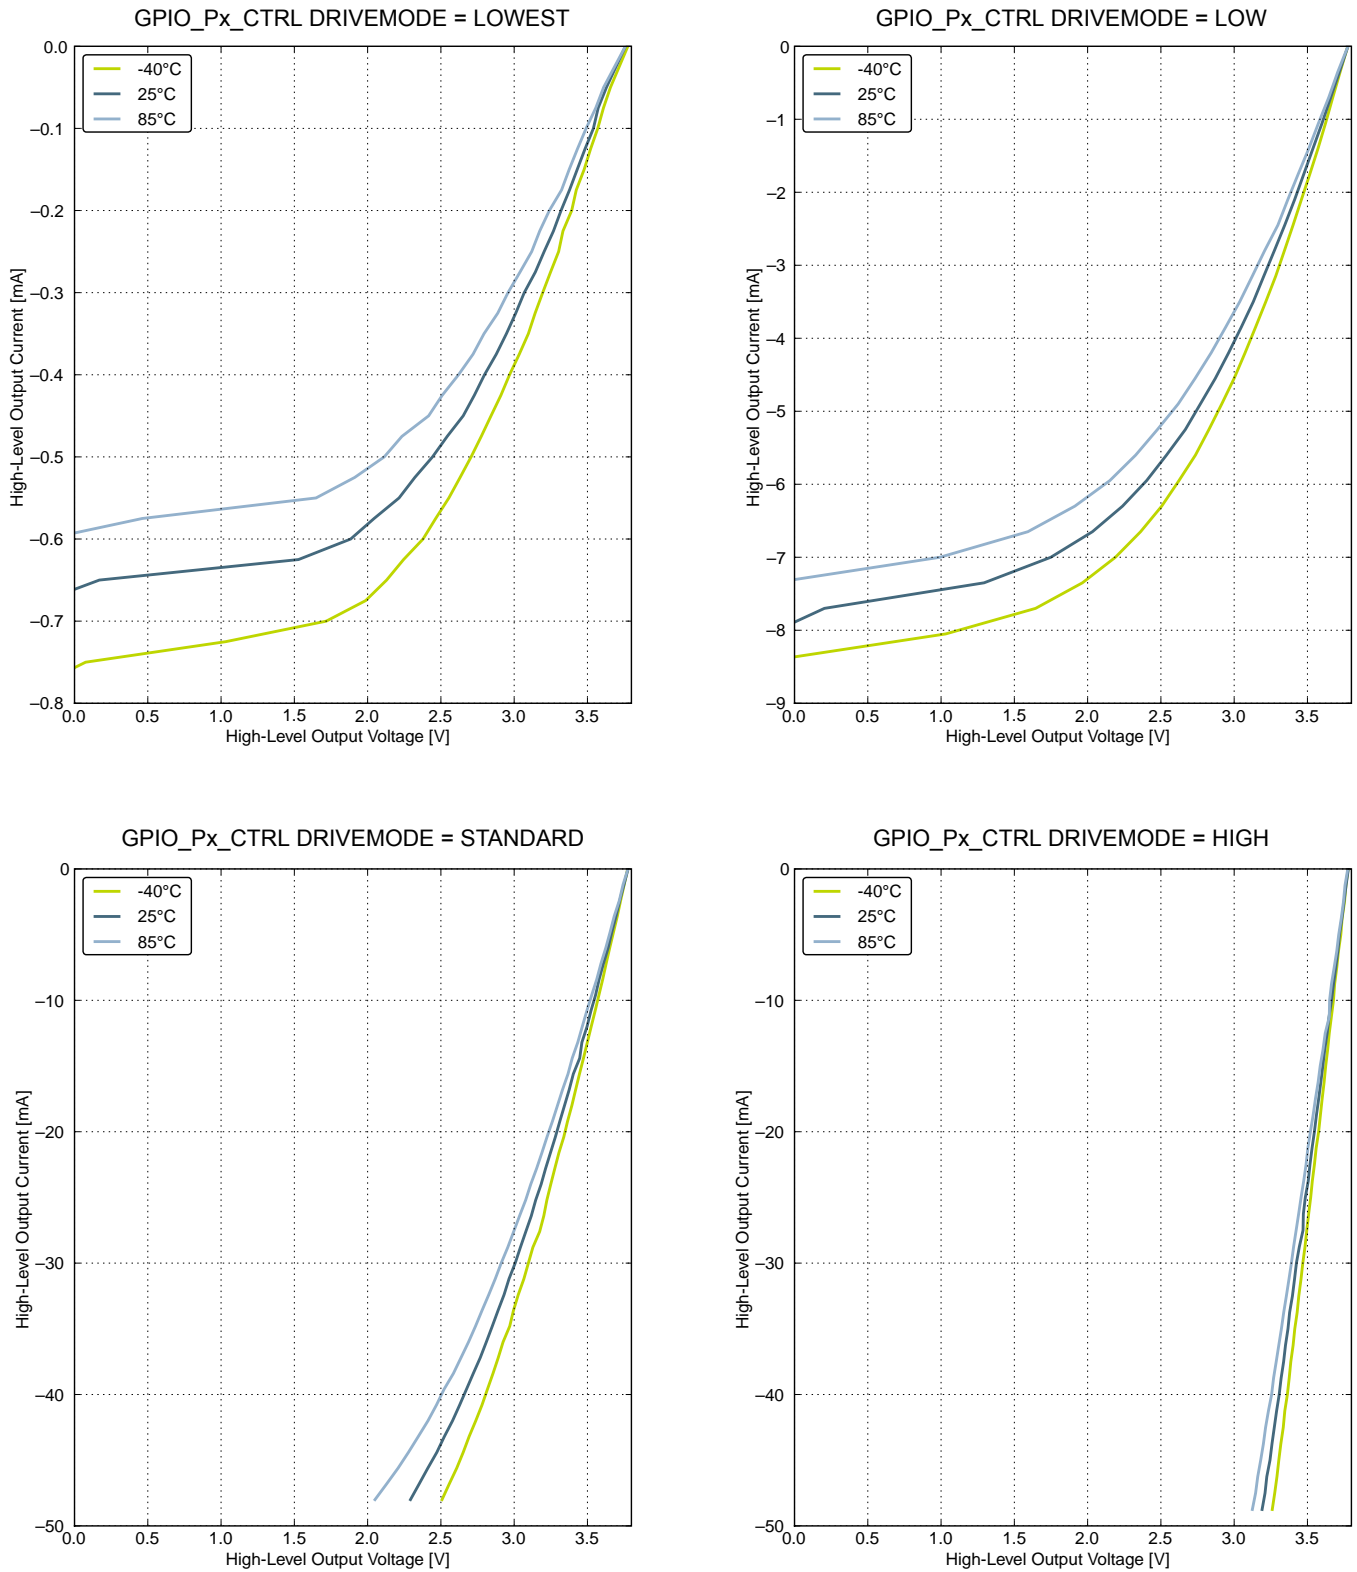 GPIO_Px_CTRL DRIVEMODE = LOWEST
0.0
–0.1
–0.2
–0.3
–0.4
–0.5
–0.6
–0.7
–0.8
High-Level Output Current [mA]
-40°C
25°C
85°C
0.0 0.5 1.0 1.5 2.0 2.5 3.0 3.5
High-Level Output Voltage [V]
GPIO_Px_CTRL DRIVEMODE = LOW
0
–1
–2
–3
–4
–5
–6
–7
–8
–9
High-Level Output Current [mA]
-40°C
25°C
85°C
0.0 0.5 1.0 1.5 2.0 2.5 3.0 3.5
High-Level Output Voltage [V]
GPIO_Px_CTRL DRIVEMODE = STANDARD
0
–10
–20
–30
–40
–50
High-Level Output Current [mA]
-40°C
25°C
85°C
0.0 0.5 1.0 1.5 2.0 2.5 3.0 3.5
High-Level Output Voltage [V]
GPIO_Px_CTRL DRIVEMODE = HIGH
0
–10
–20
–30
–40
–50
High-Level Output Current [mA]
-40°C
25°C
85°C
0.0 0.5 1.0 1.5 2.0 2.5 3.0 3.5
High-Level Output Voltage [V]